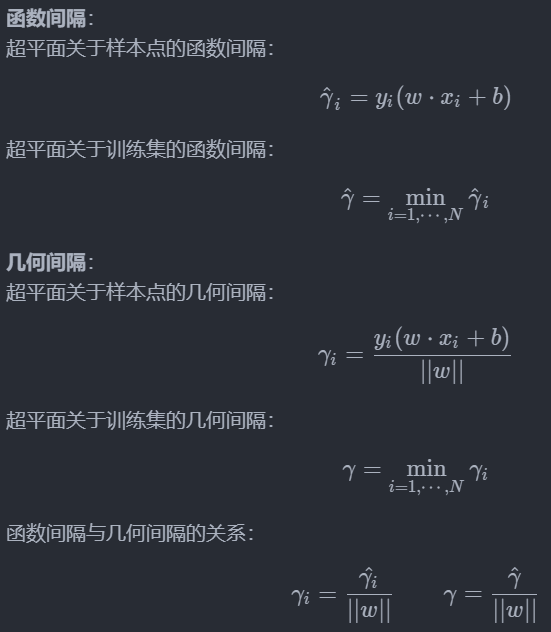 函数间隔：
超平面关于样本点的函数间隔：
$\hat{\gamma}_i = y_i(w \cdot x_i + b)$
超平面关于训练集的函数间隔：
$\hat{\gamma} = \min_{i=1,\cdots,N} \hat{\gamma}_i$
几何间隔：
超平面关于样本点的几何间隔：
$\gamma_i = \frac{y_i(w \cdot x_i + b)}{||w||}$
超平面关于训练集的几何间隔：
$\gamma = \min_{i=1,\cdots,N} \gamma_i$
函数间隔与几何间隔的关系：
$\gamma_i = \frac{\hat{\gamma_i}}{||w||} \qquad \gamma = \frac{\hat{\gamma}}{||w||}$